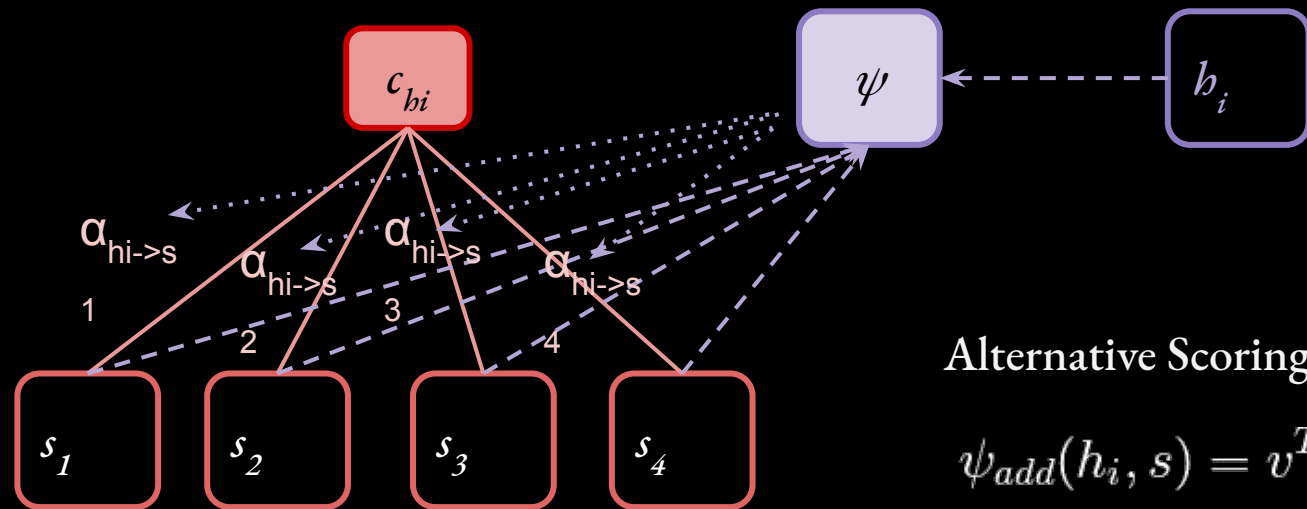 c_hi
ψ
h_i
α_hi->s
1
α_hi->s
2
α_hi->s
3
α_hi->s
4
s_1
s_2
s_3
s_4
Alternative Scoring
ψ_add(h_i, s) = v^T